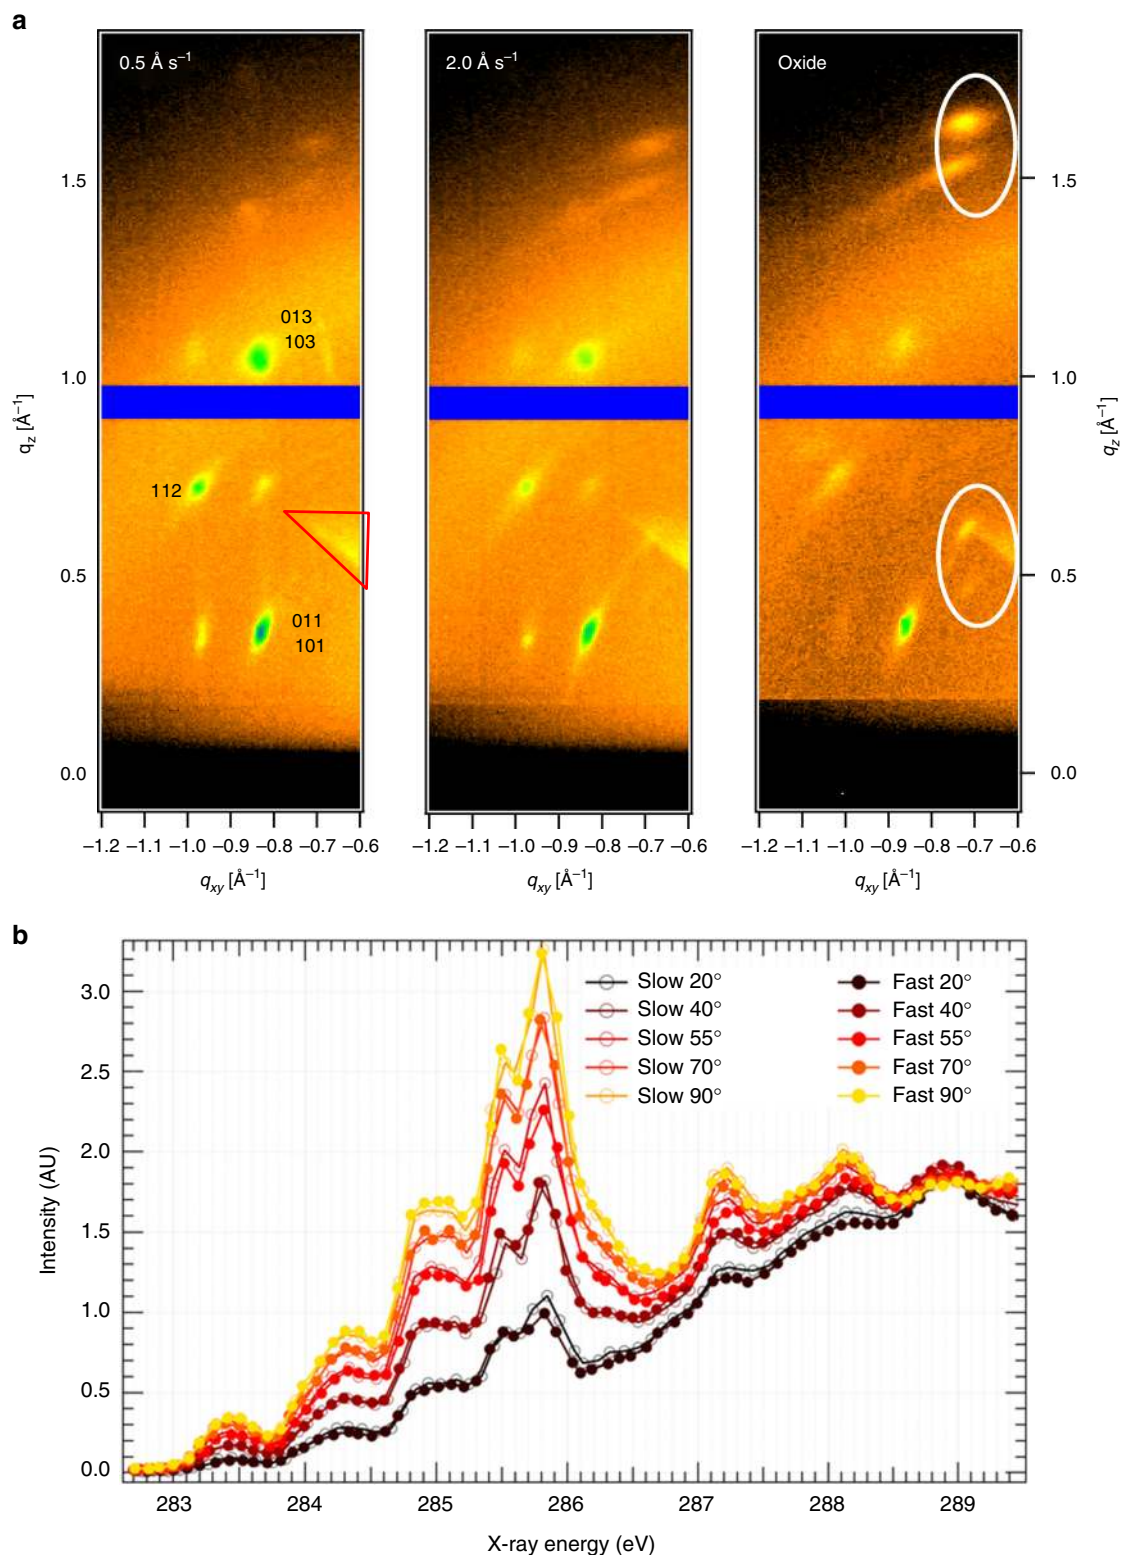 a
0.5 Å s⁻¹
2.0 Å s⁻¹
Oxide
1.5
1.0
0.5
0.0
q_z [Å⁻¹]
013
103
112
011
101
1.5
1.0
0.5
0.0
q_z [Å⁻¹]
−1.2 −1.1 −1.0 −0.9 −0.8 −0.7 −0.6
−1.2 −1.1 −1.0 −0.9 −0.8 −0.7 −0.6
−1.2 −1.1 −1.0 −0.9 −0.8 −0.7 −0.6
q_xy [Å⁻¹]
q_xy [Å⁻¹]
q_xy [Å⁻¹]
b
Slow 20°
Slow 40°
Slow 55°
Slow 70°
Slow 90°
Fast 20°
Fast 40°
Fast 55°
Fast 70°
Fast 90°
3.0
2.5
2.0
1.5
1.0
0.5
0.0
Intensity (AU)
283 284 285 286 287 288 289
X-ray energy (eV)